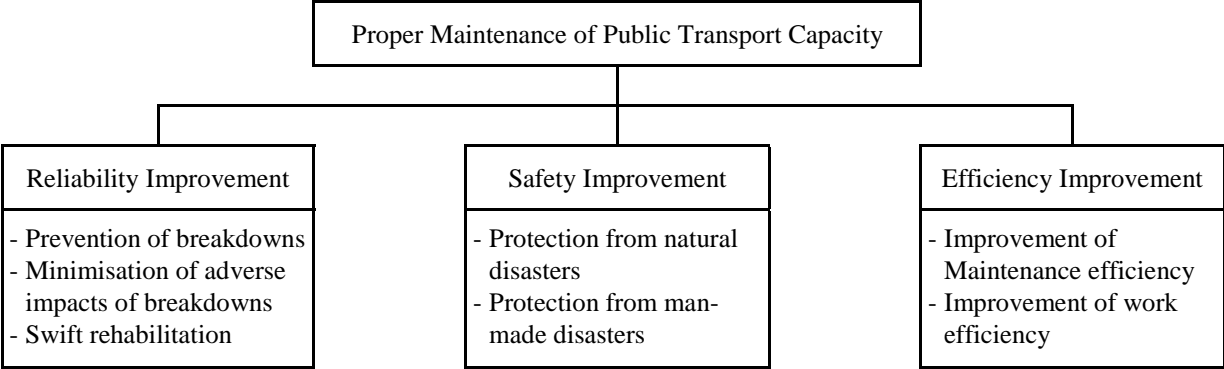 Proper Maintenance of Public Transport Capacity
Reliability Improvement
- Prevention of breakdowns
- Minimisation of adverse
impacts of breakdowns
- Swift rehabilitation
Safety Improvement
- Protection from natural
disasters
- Protection from man-
made disasters
Efficiency Improvement
- Improvement of
Maintenance efficiency
- Improvement of work
efficiency